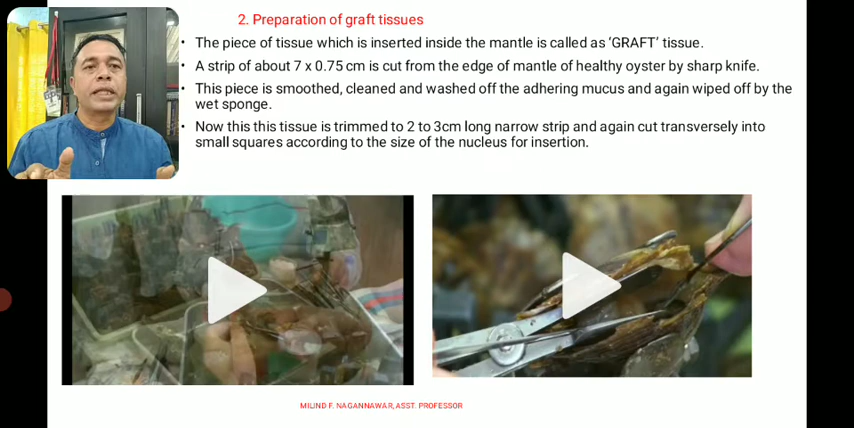 2. Preparation of graft tissues
• The piece of tissue which is inserted inside the mantle is called as ‘GRAFT’ tissue.
• A strip of about 7 x 0.75 cm is cut from the edge of mantle of healthy oyster by sharp knife.
• This piece is smoothed, cleaned and washed off the adhering mucus and again wiped off by the
wet sponge.
• Now this this tissue is trimmed to 2 to 3cm long narrow strip and again cut transversely into
small squares according to the size of the nucleus for insertion.
MILIND F. NAGANNAWAR, ASST. PROFESSOR